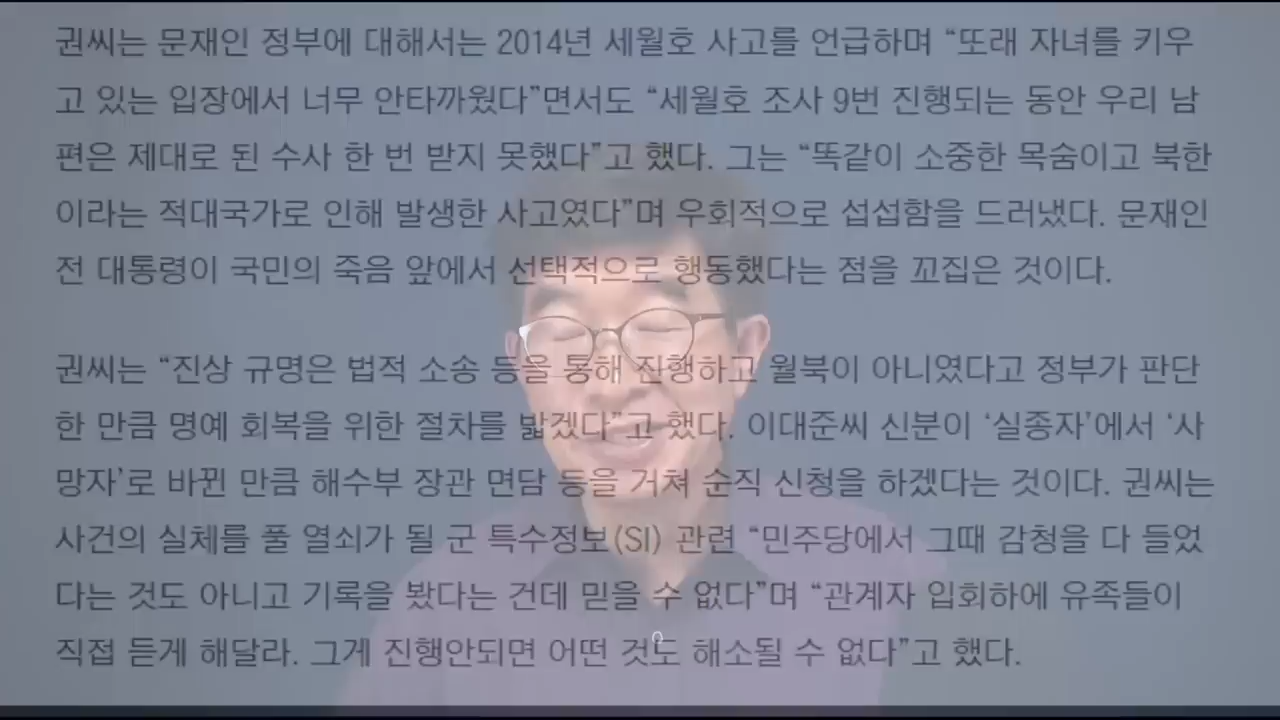 권씨는 문재인 정부에 대해서는 2014년 세월호 사고를 언급하며 “또래 자녀를 키우
고 있는 입장에서 너무 안타까웠다”면서도 “세월호 조사 9번 진행되는 동안 우리 남
편은 제대로 된 수사 한 번 받지 못했다”고 했다. 그는 “똑같이 소중한 목숨이고 북한
이라는 적대국가로 인해 발생한 사고였다”며 우회적으로 섭섭함을 드러냈다. 문재인
전 대통령이 국민의 죽음 앞에서 선택적으로 행동했다는 점을 꼬집은 것이다.
권씨는 “진상 규명은 법적 소송 등을 통해 진행하고 월북이 아니였다고 정부가 판단
한 만큼 명예 회복을 위한 절차를 밟겠다”고 했다. 이대준씨 신분이 ‘실종자’에서 ‘사
망자’로 바뀐 만큼 해수부 장관 면담 등을 거쳐 순직 신청을 하겠다는 것이다. 권씨는
사건의 실체를 풀 열쇠가 될 군 특수정보(SI) 관련 “민주당에서 그때 감청을 다 들었
다는 것도 아니고 기록을 봤다는 건데 믿을 수 없다”며 “관계자 입회하에 유족들이
직접 듣게 해달라. 그게 진행안되면 어떤 것도 해소될 수 없다”고 했다.